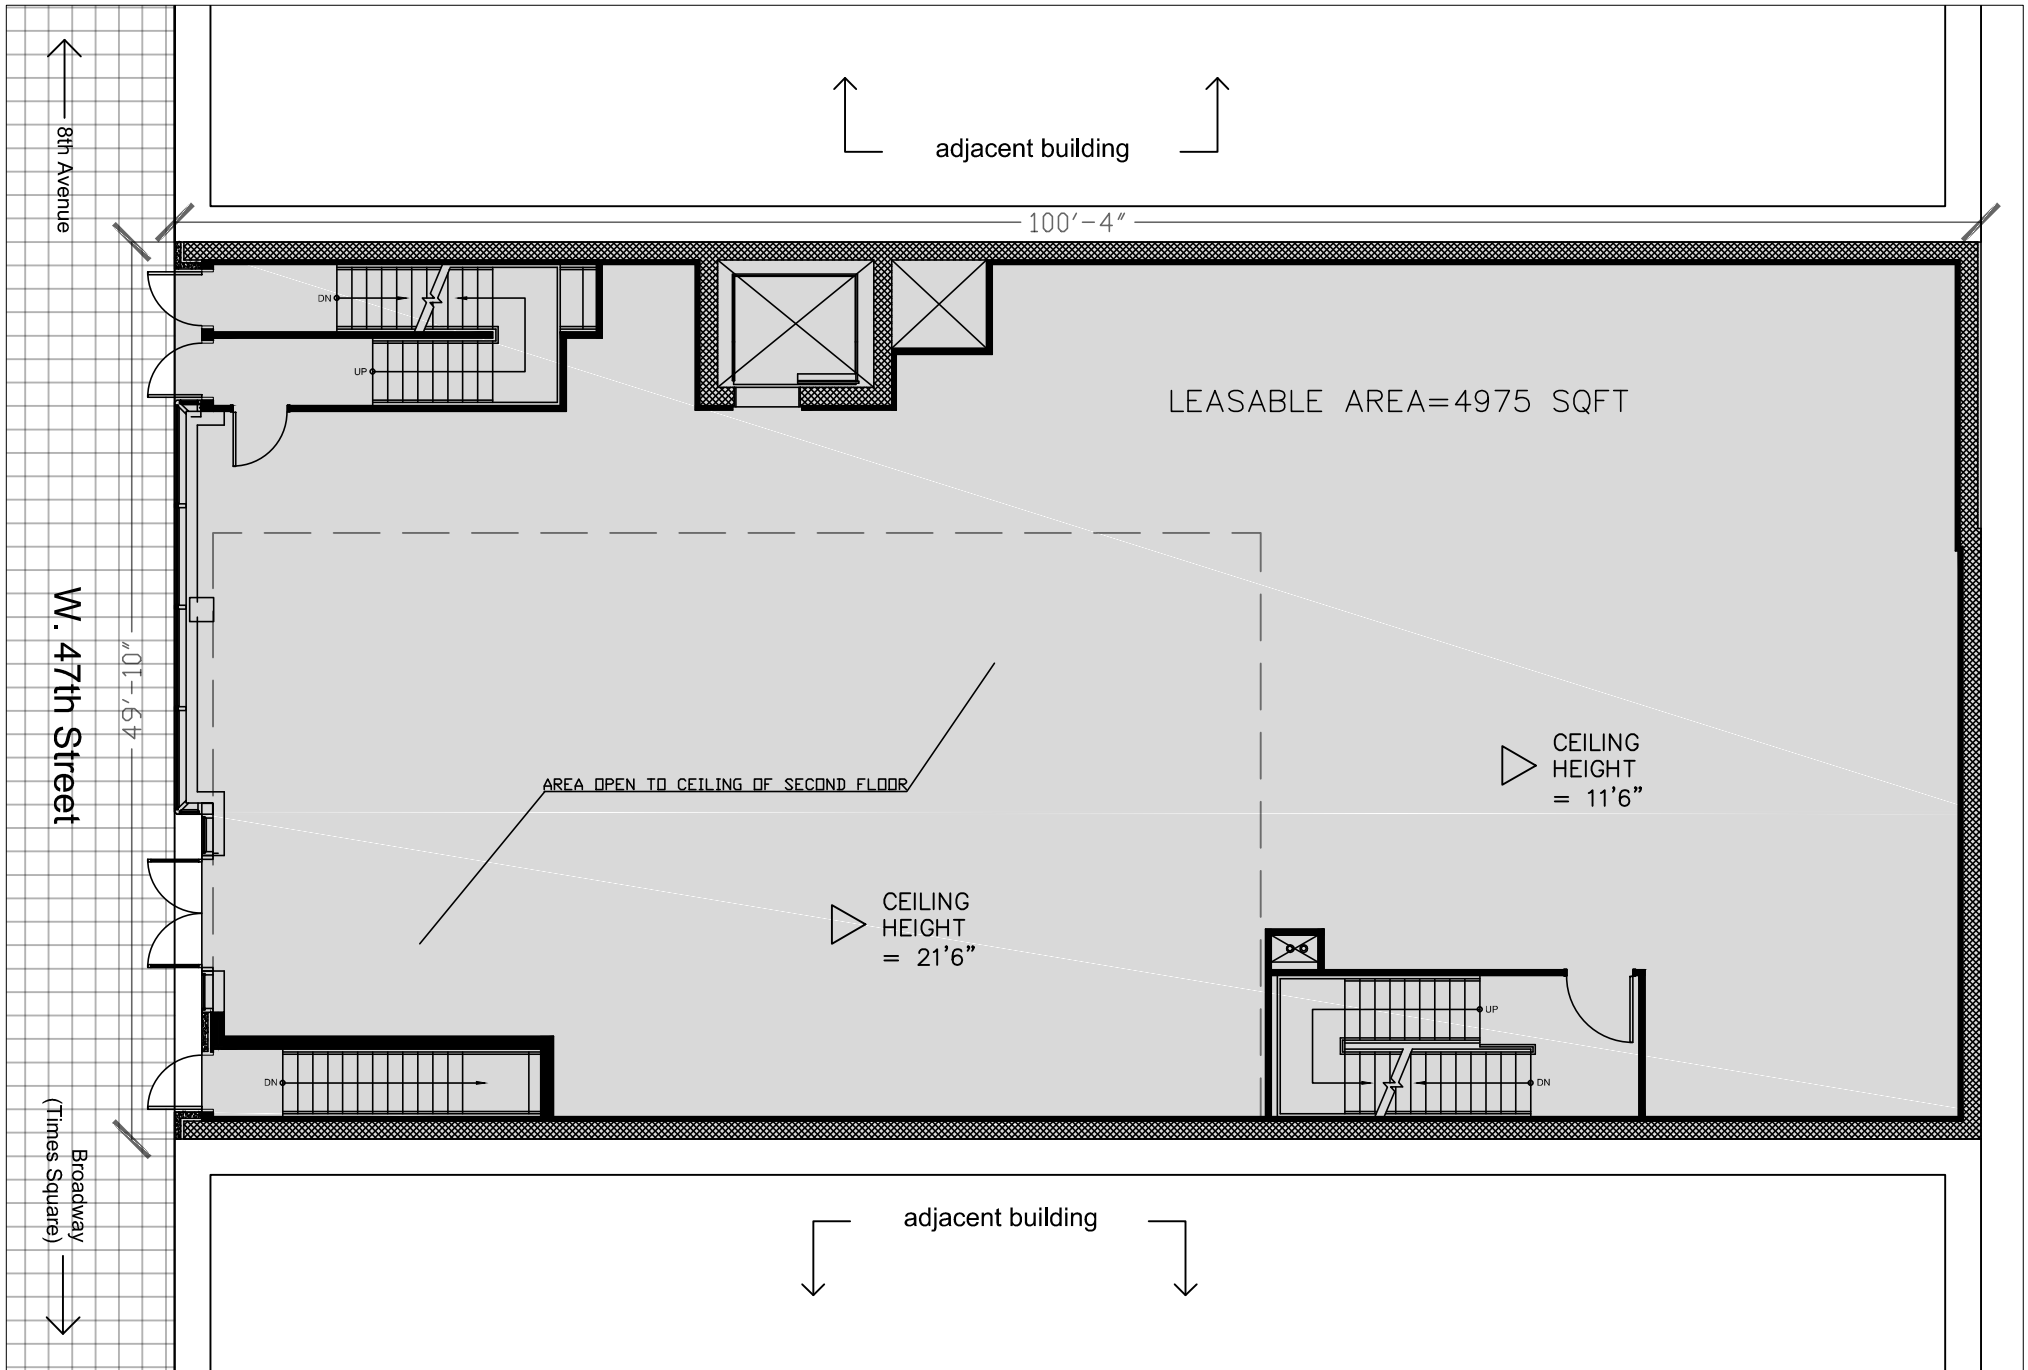 8th Avenue
adjacent building
100'-4"
DN
UP
LEASABLE AREA=4975 SQFT
W. 47th Street
49'-10"
CEILING
HEIGHT
= 11'6"
AREA OPEN TO CEILING OF SECOND FLOOR
CEILING
HEIGHT
= 21'6"
UP
DN
DN
Broadway
(Times Square)
adjacent building